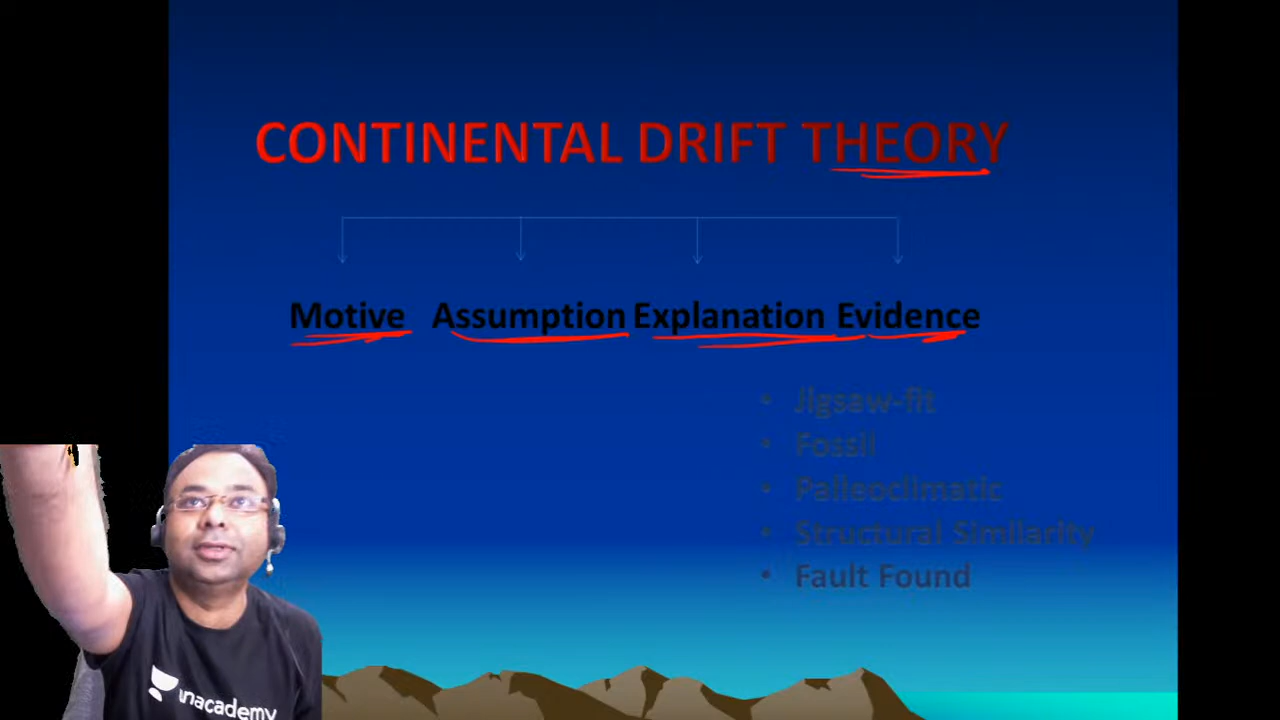 CONTINENTAL DRIFT THEORY
Motive Assumption Explanation Evidence
• Jigsaw-fit
• Fossil
• Palleoclimatic
• Structural Similarity
• Fault Found
unacademy